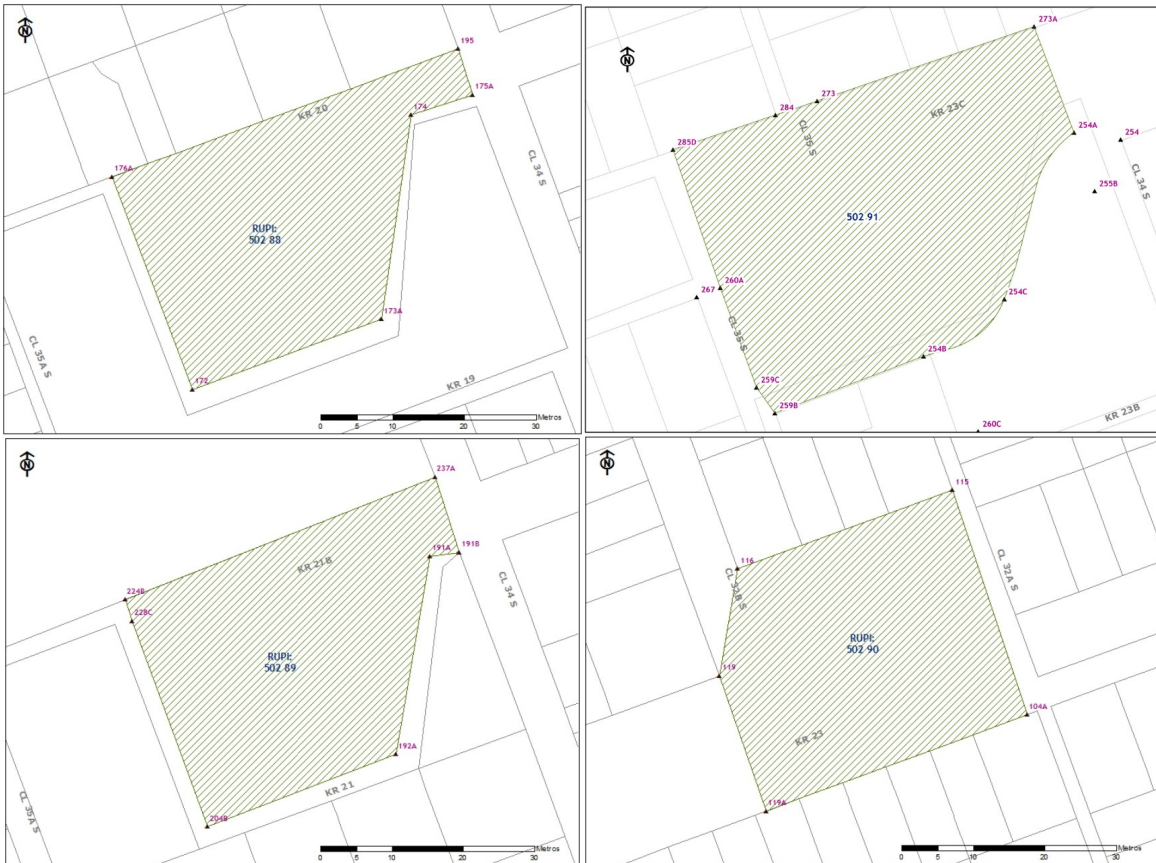 N
195
175A
174
KR 20
176A
CL 34 S
RUPI:
502 88
173A
CL 35A S
172
KR 19
0 5 10 20 30 Metros
N
273A
273
284
KR 23C
CL 35 S
285D
254A
254
255B
CL 34 S
502 91
260A
267
254C
CL 35 S
254B
259C
259B
KR 23B
260C
N
237A
191A
191B
KR 21B
CL 34 S
224B
228C
RUPI:
502 89
192A
KR 21
CL 35A S
204B
0 5 10 20 30 Metros
N
115
116
CL 32B S
CL 32A S
RUPI:
502 90
119
104A
KR 23
119A
0 5 10 20 30 Metros